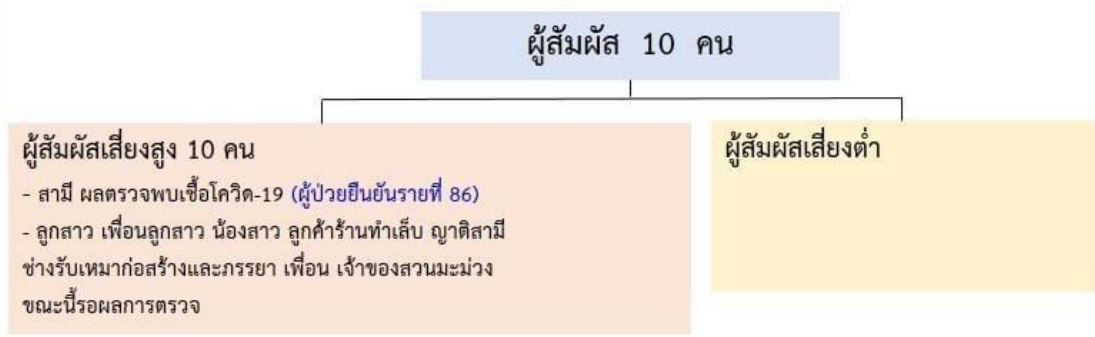 ผู้สัมผัส 10 คน
ผู้สัมผัสเสี่ยงสูง 10 คน
- สามี ผลตรวจพบเชื้อโควิด-19 (ผู้ป่วยยืนยันรายที่ 86)
- ลูกสาว เพื่อนลูกสาว น้องสาว ลูกค้าร้านทำเล็บ ญาติสามี
ช่างรับเหมาก่อสร้างและภรรยา เพื่อน เจ้าของสวนมะม่วง
ขณะนี้รอผลการตรวจ
ผู้สัมผัสเสี่ยงต่ำ